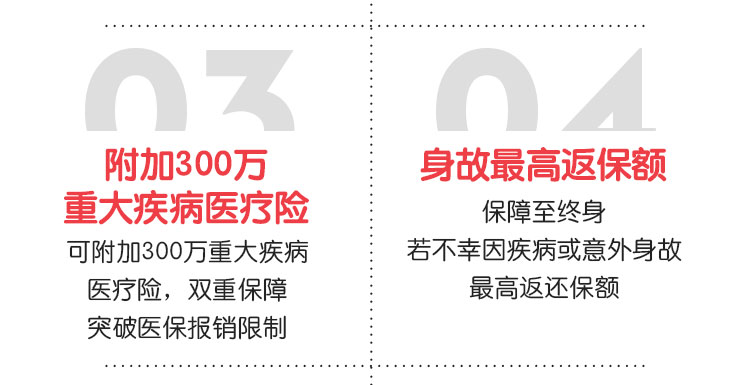 03
附加300万
重大疾病医疗险
可附加300万重大疾病
医疗险，双重保障
突破医保报销限制
04
身故最高返保额
保障至终身
若不幸因疾病或意外身故
最高返还保额